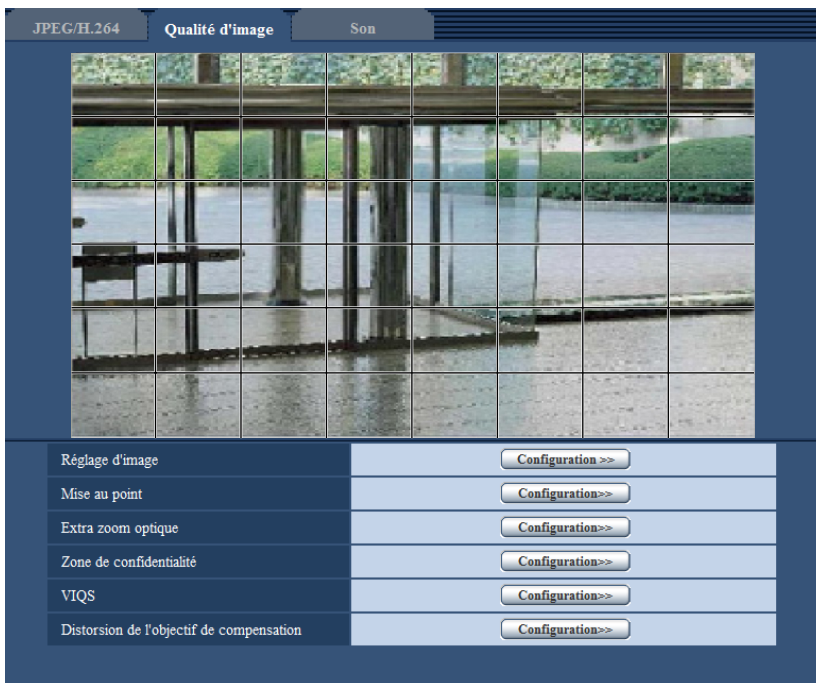 JPEG/H.264 Qualité d'image Son
Réglage d'image Configuration >>
Mise au point Configuration>>
Extra zoom optique Configuration>>
Zone de confidentialité Configuration>>
VIQS Configuration>>
Distorsion de l'objectif de compensation Configuration>>